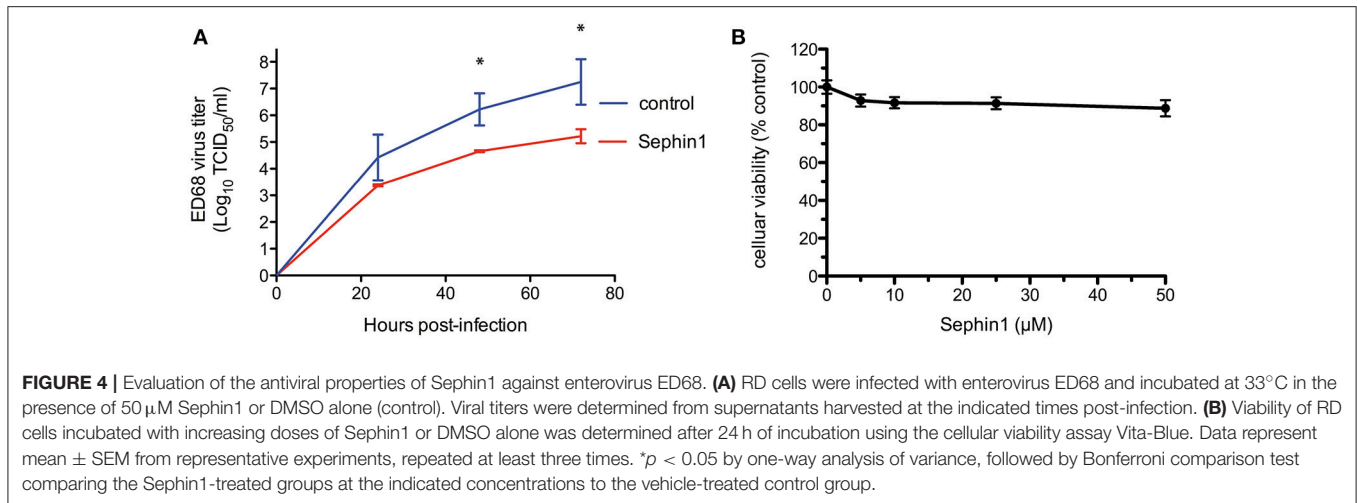 A
ED68 virus titer
(Log10 TCID50/ml)
8
7
6
5
4
3
2
1
0
0 20 40 60 80
Hours post-infection
* *
control
Sephin1
B
celluar viability (% control)
120
100
80
60
40
20
0
0 10 20 30 40 50
Sephin1 (µM)
FIGURE 4 | Evaluation of the antiviral properties of Sephin1 against enterovirus ED68. (A) RD cells were infected with enterovirus ED68 and incubated at 33°C in the
presence of 50 µM Sephin1 or DMSO alone (control). Viral titers were determined from supernatants harvested at the indicated times post-infection. (B) Viability of RD
cells incubated with increasing doses of Sephin1 or DMSO alone was determined after 24 h of incubation using the cellular viability assay Vita-Blue. Data represent
mean ± SEM from representative experiments, repeated at least three times. *p < 0.05 by one-way analysis of variance, followed by Bonferroni comparison test
comparing the Sephin1-treated groups at the indicated concentrations to the vehicle-treated control group.